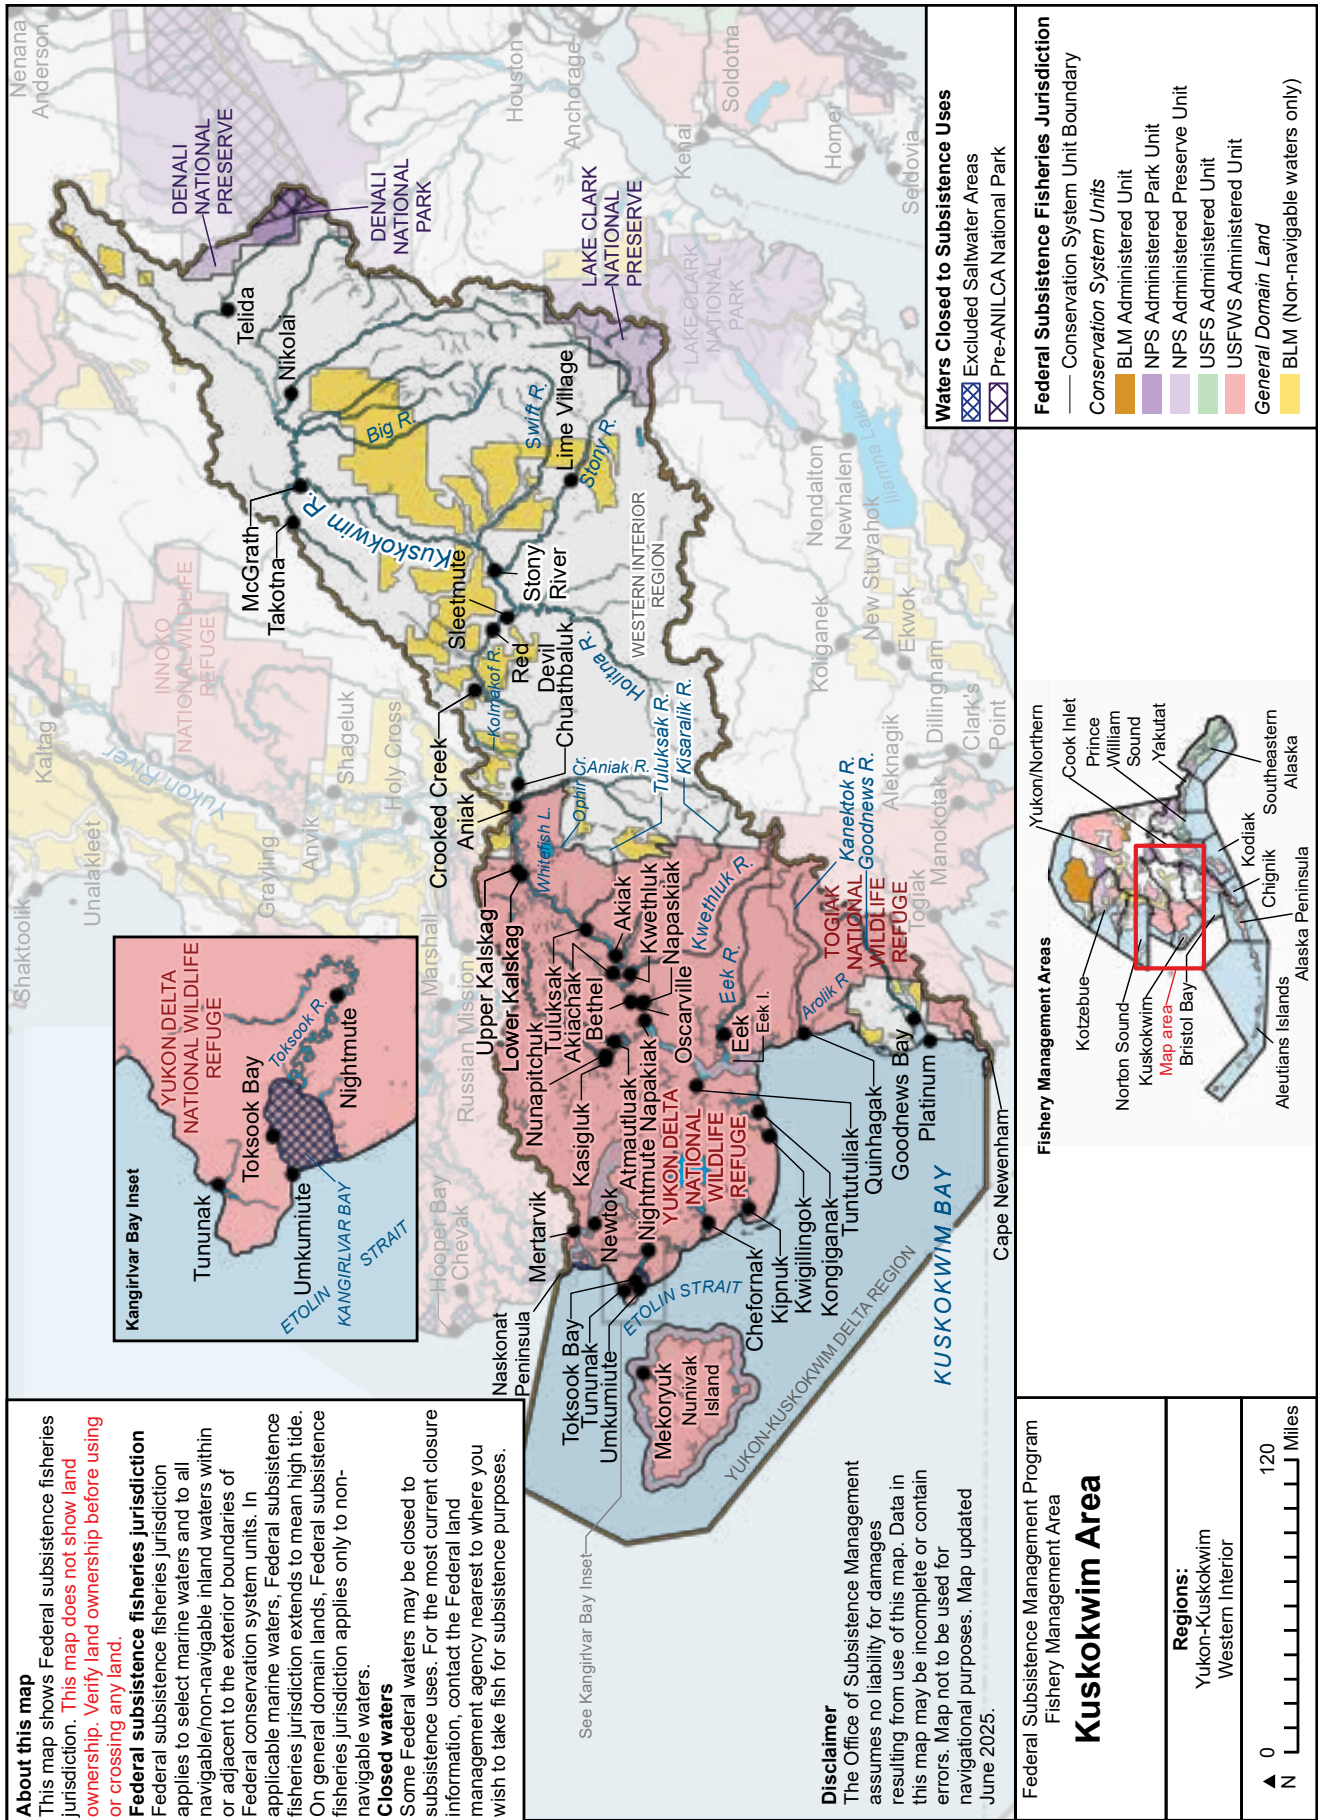 About this map
This map shows Federal subsistence fisheries
jurisdiction. This map does not show land
ownership. Verify land ownership before using
or crossing any land.
Federal subsistence fisheries jurisdiction
Federal subsistence fisheries jurisdiction
applies to select marine waters and to all
navigable/non-navigable inland waters within
or adjacent to the exterior boundaries of
Federal conservation system units. In
applicable marine waters, Federal subsistence
fisheries jurisdiction extends to mean high tide.
On general domain lands, Federal subsistence
fisheries jurisdiction applies only to non-
navigable waters.
Closed waters
Some Federal waters may be closed to
subsistence uses. For the most current closure
information, contact the Federal land
management agency nearest to where you
wish to take fish for subsistence purposes.
Kangirlvar Bay Inset
YUKON DELTA
NATIONAL WILDLIFE
REFUGE
Tununak
Toksook Bay
Toksook R.
Umkumiute
Nightmute
ETOLIN
STRAIT
KANGIRLVAR BAY
Shaktoolik
Unalakleet
Kaltag
Yukon River
Grayling
Anvik
Shageluk
Holy Cross
INNOKO
NATIONAL WILDLIFE
REFUGE
Marshall
Russian Mission
Hooper Bay
Chevak
Nenana
Anderson
DENALI
NATIONAL
PRESERVE
DENALI
NATIONAL
PARK
Houston
Anchorage
Kenai
Soldotna
Homer
Seldovia
LAKE CLARK
NATIONAL
PRESERVE
LAKE CLARK
NATIONAL
PARK
Telida
Nikolai
McGrath
Takotna
Kuskokwim R.
Big R.
Swift R.
Lime Village
Stony R.
Sleetmute
Stony
River
Red
Devil
Crooked Creek
Kolmakof R.
Chuathbaluk
Aniak
Holitna R.
WESTERN INTERIOR
REGION
Nondalton
Newhalen
Iliamna Lake
New Stuyahok
Koliganek
Ekwok
Dillingham
Clark's
Point
Aleknagik
Manokotak
Togiak
Upper Kalskag
Lower Kalskag
Whitefish L.
Ophir Cr.
Aniak R.
Tuluksak R.
Kisaralik R.
Nunapitchuk
Tuluksak
Akiachak
Bethel
Akiak
Kwethluk
Napaskiak
Kwethluk R.
Kasigluk
Atmautluak
Napakiak
Oscarville
Eek R.
Eek
Eek I.
Kanektok R.
Goodnews R.
Arolik R.
TOGIAK
NATIONAL
WILDLIFE
REFUGE
Mertarvik
Newtok
Nightmute
YUKON DELTA
NATIONAL
WILDLIFE
REFUGE
Naskonat
Peninsula
Toksook Bay
Tununak
Umkumiute
ETOLIN STRAIT
Chefornak
Kipnuk
Kwigillingok
Kongiganak
Tuntutuliak
Quinhagak
Goodnews Bay
Platinum
Cape Newenham
Mekoryuk
Nunivak
Island
See Kangirlvar Bay Inset
YUKON-KUSKOKWIM DELTA REGION
KUSKOKWIM BAY
Disclaimer
The Office of Subsistence Management
assumes no liability for damages
resulting from use of this map. Data in
this map may be incomplete or contain
errors. Map not to be used for
navigational purposes. Map updated
June 2025.
Waters Closed to Subsistence Uses
Excluded Saltwater Areas
Pre-ANILCA National Park
Federal Subsistence Management Program
Fishery Management Area
Kuskokwim Area
Regions:
Yukon-Kuskokwim
Western Interior
N
0
120
Miles
Fishery Management Areas
Kotzebue
Norton Sound
Kuskokwim
Map area
Bristol Bay
Yukon/Northern
Cook Inlet
Prince
William
Sound
Yakutat
Southeastern
Alaska
Kodiak
Chignik
Alaska Peninsula
Aleutians Islands
Federal Subsistence Fisheries Jurisdiction
Conservation System Unit Boundary
Conservation System Units
BLM Administered Unit
NPS Administered Park Unit
NPS Administered Preserve Unit
USFS Administered Unit
USFWS Administered Unit
General Domain Land
BLM (Non-navigable waters only)